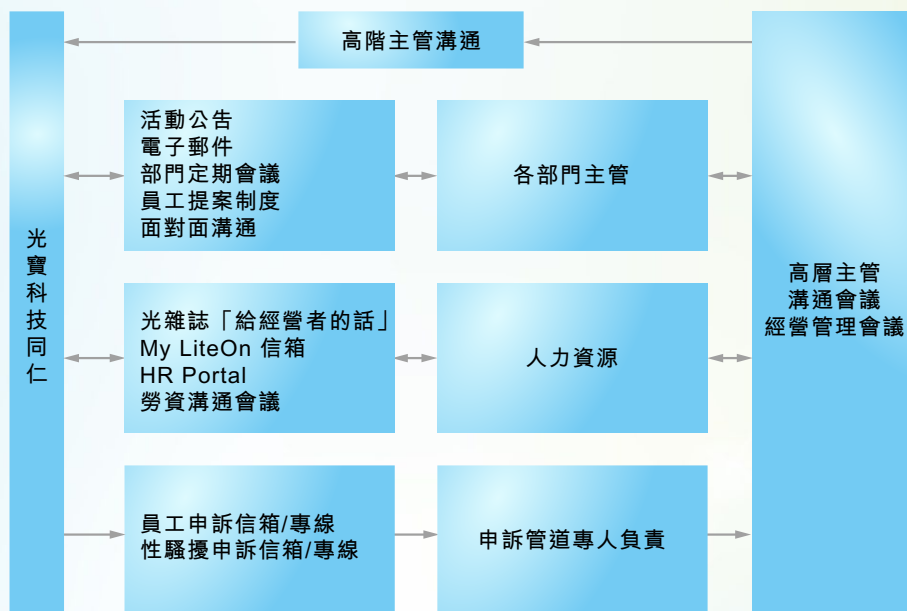 高階主管溝通
光寶科技同仁
活動公告
電子郵件
部門定期會議
員工提案制度
面對面溝通
各部門主管
高層主管
溝通會議
經營管理會議
光雜誌「給經營者的話」
My LiteOn 信箱
HR Portal
勞資溝通會議
人力資源
員工申訴信箱/專線
性騷擾申訴信箱/專線
申訴管道專人負責